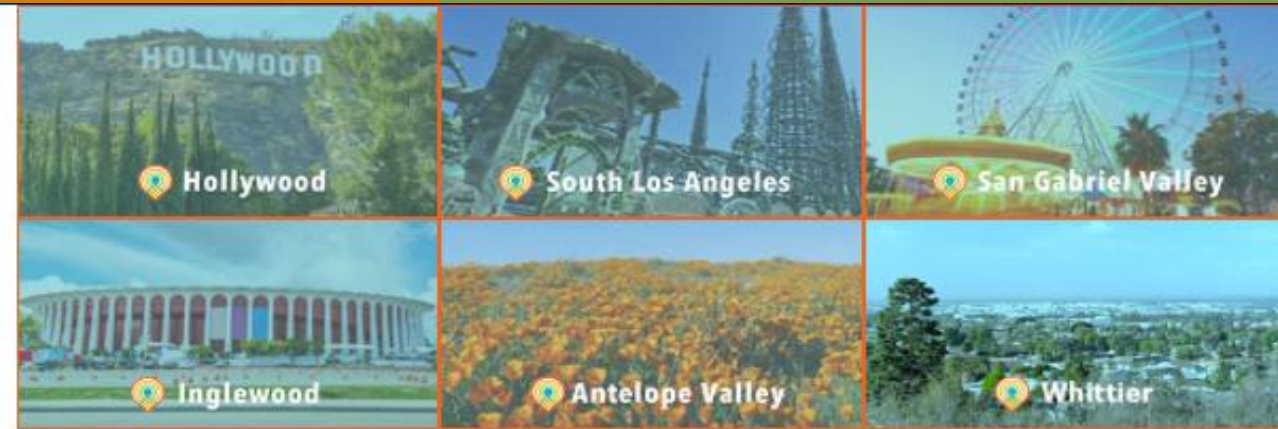 HOLLYWOOD
Hollywood
South Los Angeles
San Gabriel Valley
Inglewood
Antelope Valley
Whittier